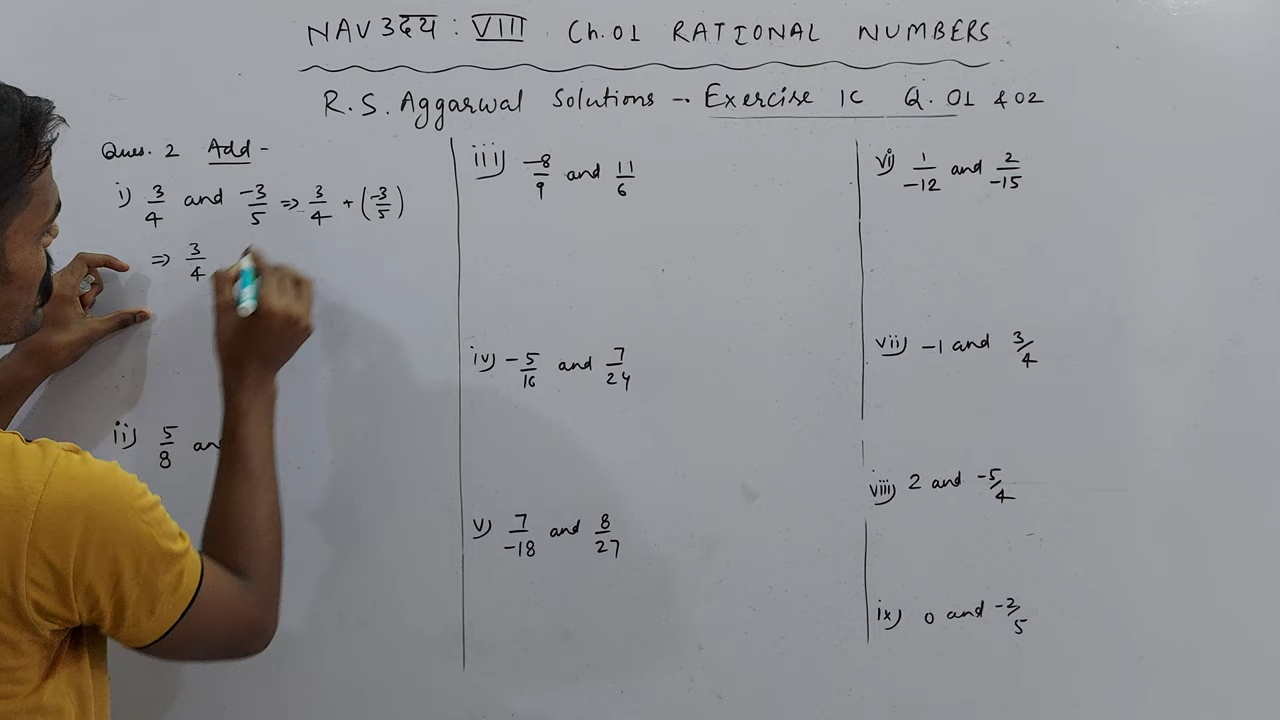 NAVउदय : VIII Ch.01 RATIONAL NUMBERS
R.S. Aggarwal Solutions - Exercise 1C Q. 01 & 02
Ques. 2 Add -
i) 3/4 and -3/5 ⇒ 3/4 + (-3/5)
⇒ 3/4
ii) 5/8
iii) -8/9 and 11/6
iv) -5/16 and 7/24
v) 7/-18 and 8/27
vi) 1/-12 and 2/-15
vii) -1 and 3/4
viii) 2 and -5/4
ix) 0 and -2/5